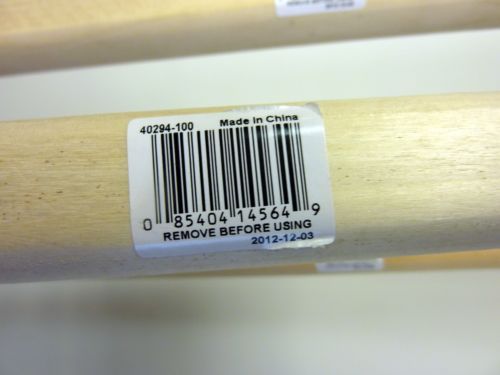 40294-100 Made in China
0 85404 14564 9
REMOVE BEFORE USING
2012-12-03